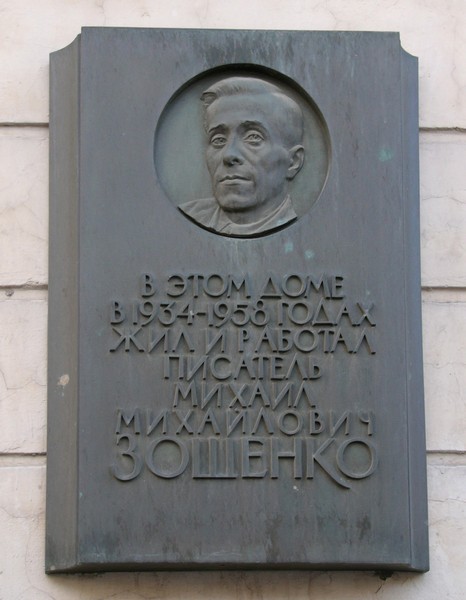 В ЭТОМ ДОМЕ
В 1934-1958 ГОДАХ
ЖИЛ И РАБОТАЛ
ПИСАТЕЛЬ
МИХАИЛ
МИХАЙЛОВИЧ
ЗОЩЕНКО